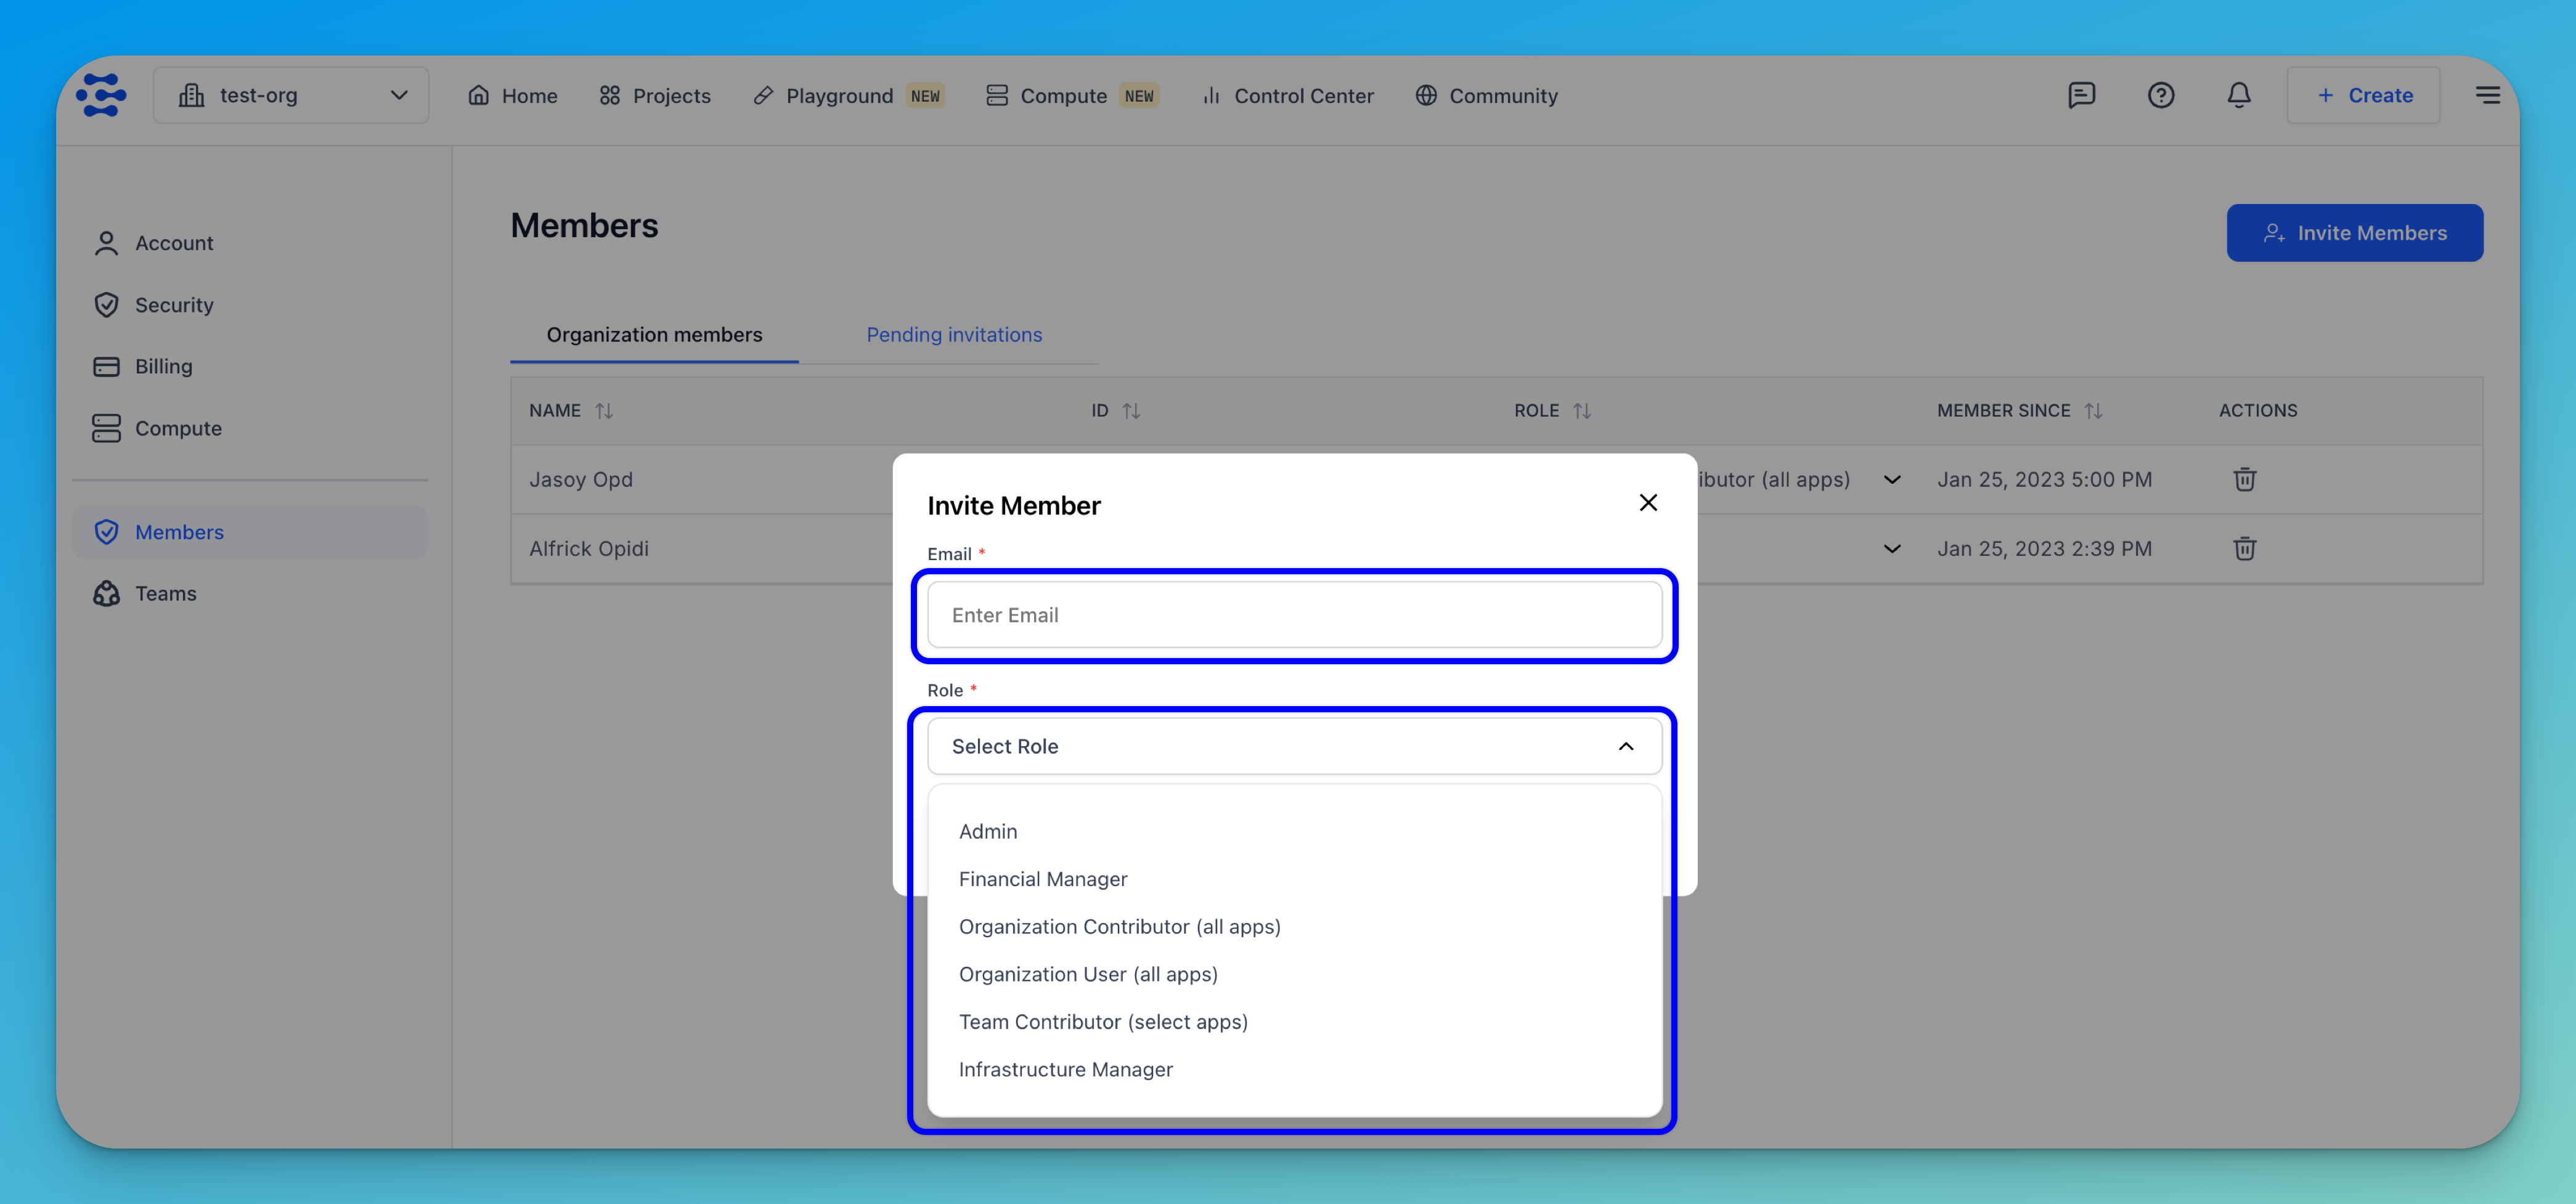 test-org
Home
Projects
Playground NEW
Compute NEW
Control Center
Community
+ Create
Account
Security
Billing
Compute
Members
Teams
Members
Invite Members
Organization members
Pending invitations
NAME ID ROLE MEMBER SINCE ACTIONS
Jasoy Opd (all apps) Jan 25, 2023 5:00 PM
Alfrick Opidi Jan 25, 2023 2:39 PM
Invite Member
Email *
Enter Email
Role *
Select Role
Admin
Financial Manager
Organization Contributor (all apps)
Organization User (all apps)
Team Contributor (select apps)
Infrastructure Manager